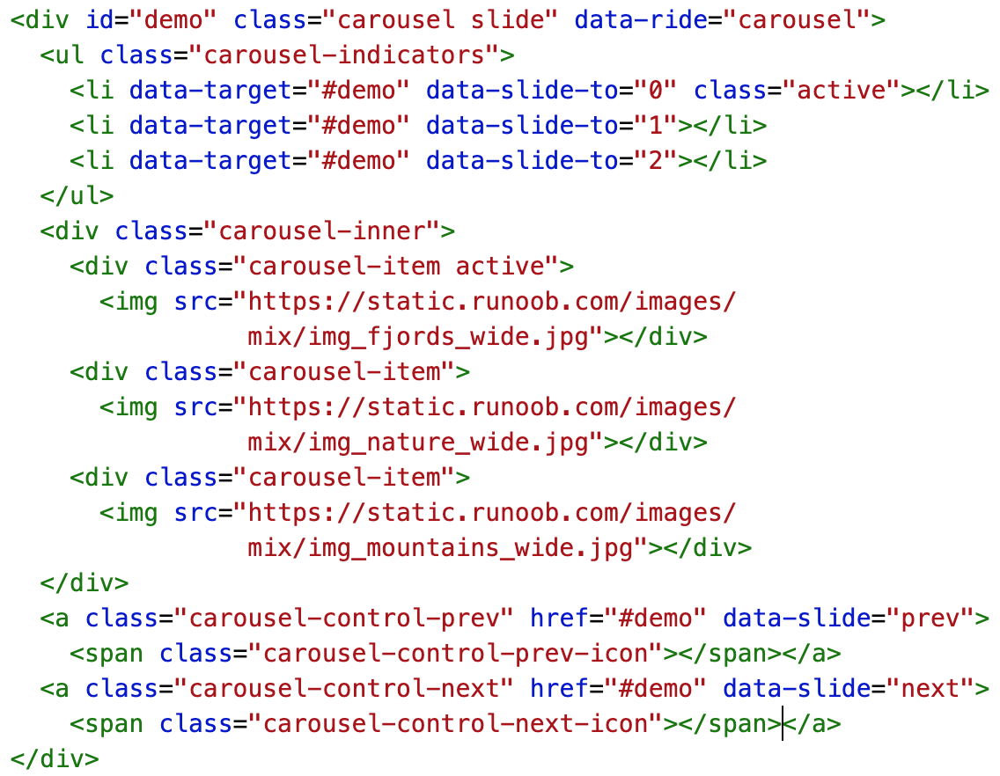 <div id="demo" class="carousel slide" data-ride="carousel">
  <ul class="carousel-indicators">
    <li data-target="#demo" data-slide-to="0" class="active"></li>
    <li data-target="#demo" data-slide-to="1"></li>
    <li data-target="#demo" data-slide-to="2"></li>
  </ul>
  <div class="carousel-inner">
    <div class="carousel-item active">
      <img src="https://static.runoob.com/images/
                mix/img_fjords_wide.jpg"></div>
    <div class="carousel-item">
      <img src="https://static.runoob.com/images/
                mix/img_nature_wide.jpg"></div>
    <div class="carousel-item">
      <img src="https://static.runoob.com/images/
                mix/img_mountains_wide.jpg"></div>
  </div>
  <a class="carousel-control-prev" href="#demo" data-slide="prev">
    <span class="carousel-control-prev-icon"></span></a>
  <a class="carousel-control-next" href="#demo" data-slide="next">
    <span class="carousel-control-next-icon"></span></a>
</div>